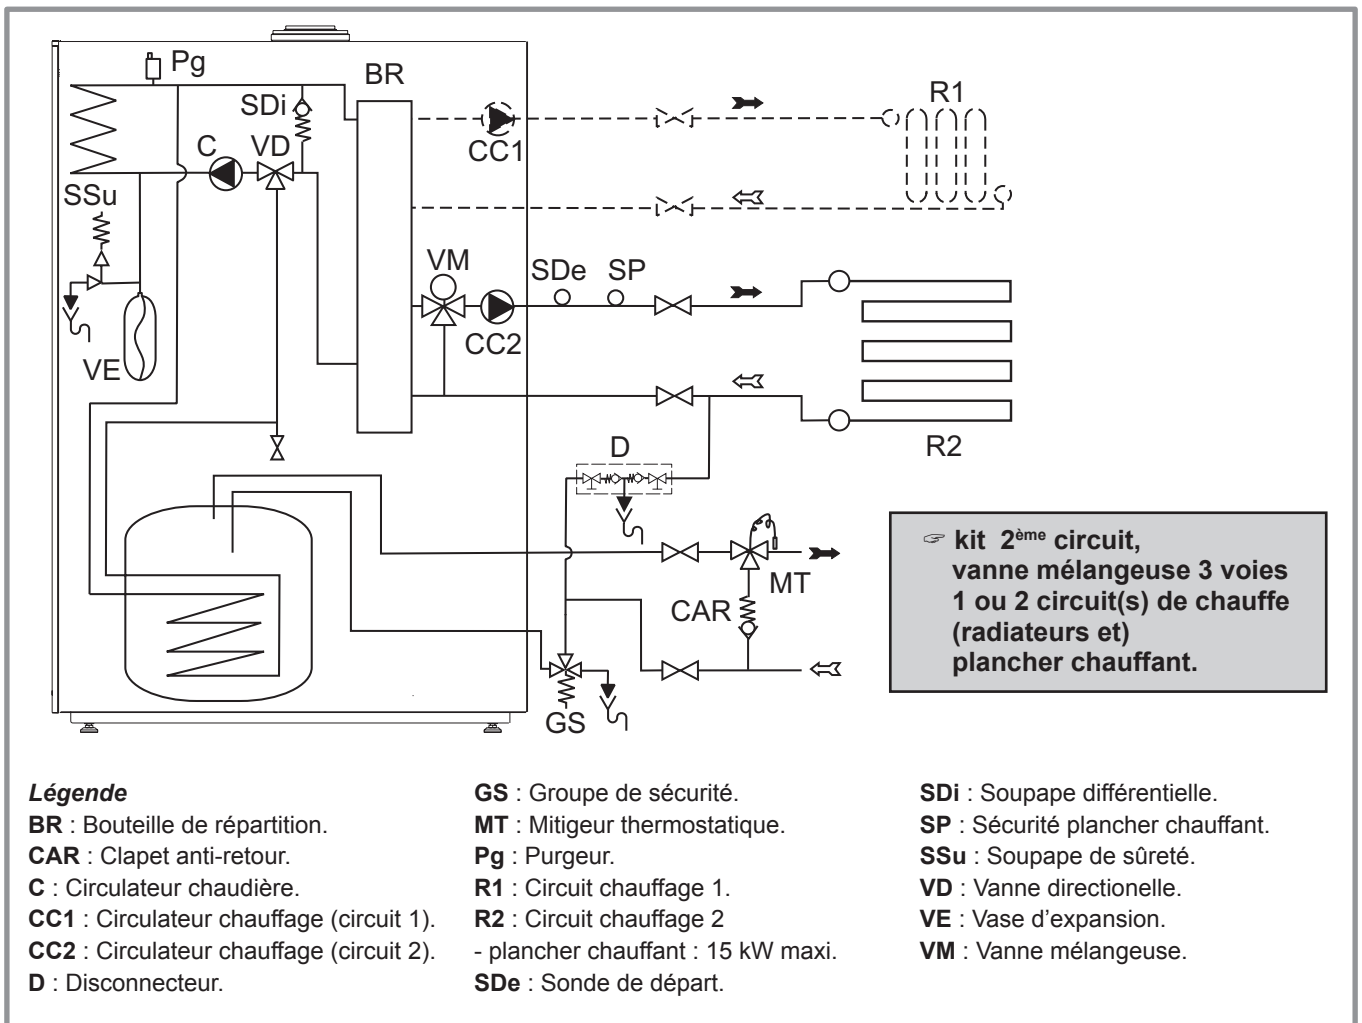 Pg
BR
R1
SDi
C
VD
CC1
SSu
VM
SDe
SP
CC2
VE
R2
D
MT
CAR
GS
☞ kit 2ème circuit,
vanne mélangeuse 3 voies
1 ou 2 circuit(s) de chauffe
(radiateurs et)
plancher chauffant.
Légende
BR : Bouteille de répartition.
CAR : Clapet anti-retour.
C : Circulateur chaudière.
CC1 : Circulateur chauffage (circuit 1).
CC2 : Circulateur chauffage (circuit 2).
D : Disconnecteur.
GS : Groupe de sécurité.
MT : Mitigeur thermostatique.
Pg : Purgeur.
R1 : Circuit chauffage 1.
R2 : Circuit chauffage 2
- plancher chauffant : 15 kW maxi.
SDe : Sonde de départ.
SDi : Soupape différentielle.
SP : Sécurité plancher chauffant.
SSu : Soupape de sûreté.
VD : Vanne directionelle.
VE : Vase d'expansion.
VM : Vanne mélangeuse.